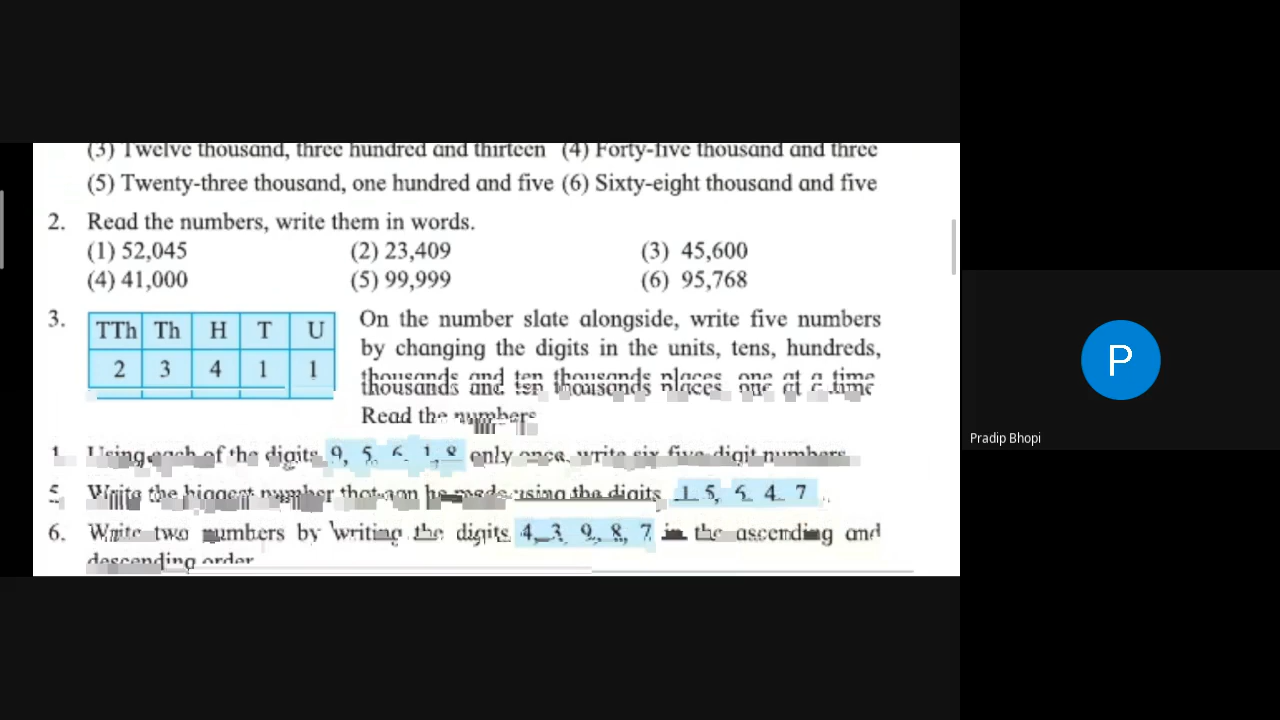 (3) Twelve thousand, three hundred and thirteen (4) Forty-five thousand and three
(5) Twenty-three thousand, one hundred and five (6) Sixty-eight thousand and five
2. Read the numbers, write them in words.
(1) 52,045 (2) 23,409 (3) 45,600
(4) 41,000 (5) 99,999 (6) 95,768
3. On the number slate alongside, write five numbers
TTh Th H T U
by changing the digits in the units, tens, hundreds,
2 3 4 1 1
thousands and ten thousands places, one at a time
Read the numbers
Using each of the digits 9, 5, 6, 1, 8 only once, write six five-digit numbers
Write the biggest number that can be made using the digits 1 5, 6 4 7
6. Write two numbers by writing the digits 4, 3, 9, 8, 7 in the ascending and
descending order
P
Pradip Bhopi